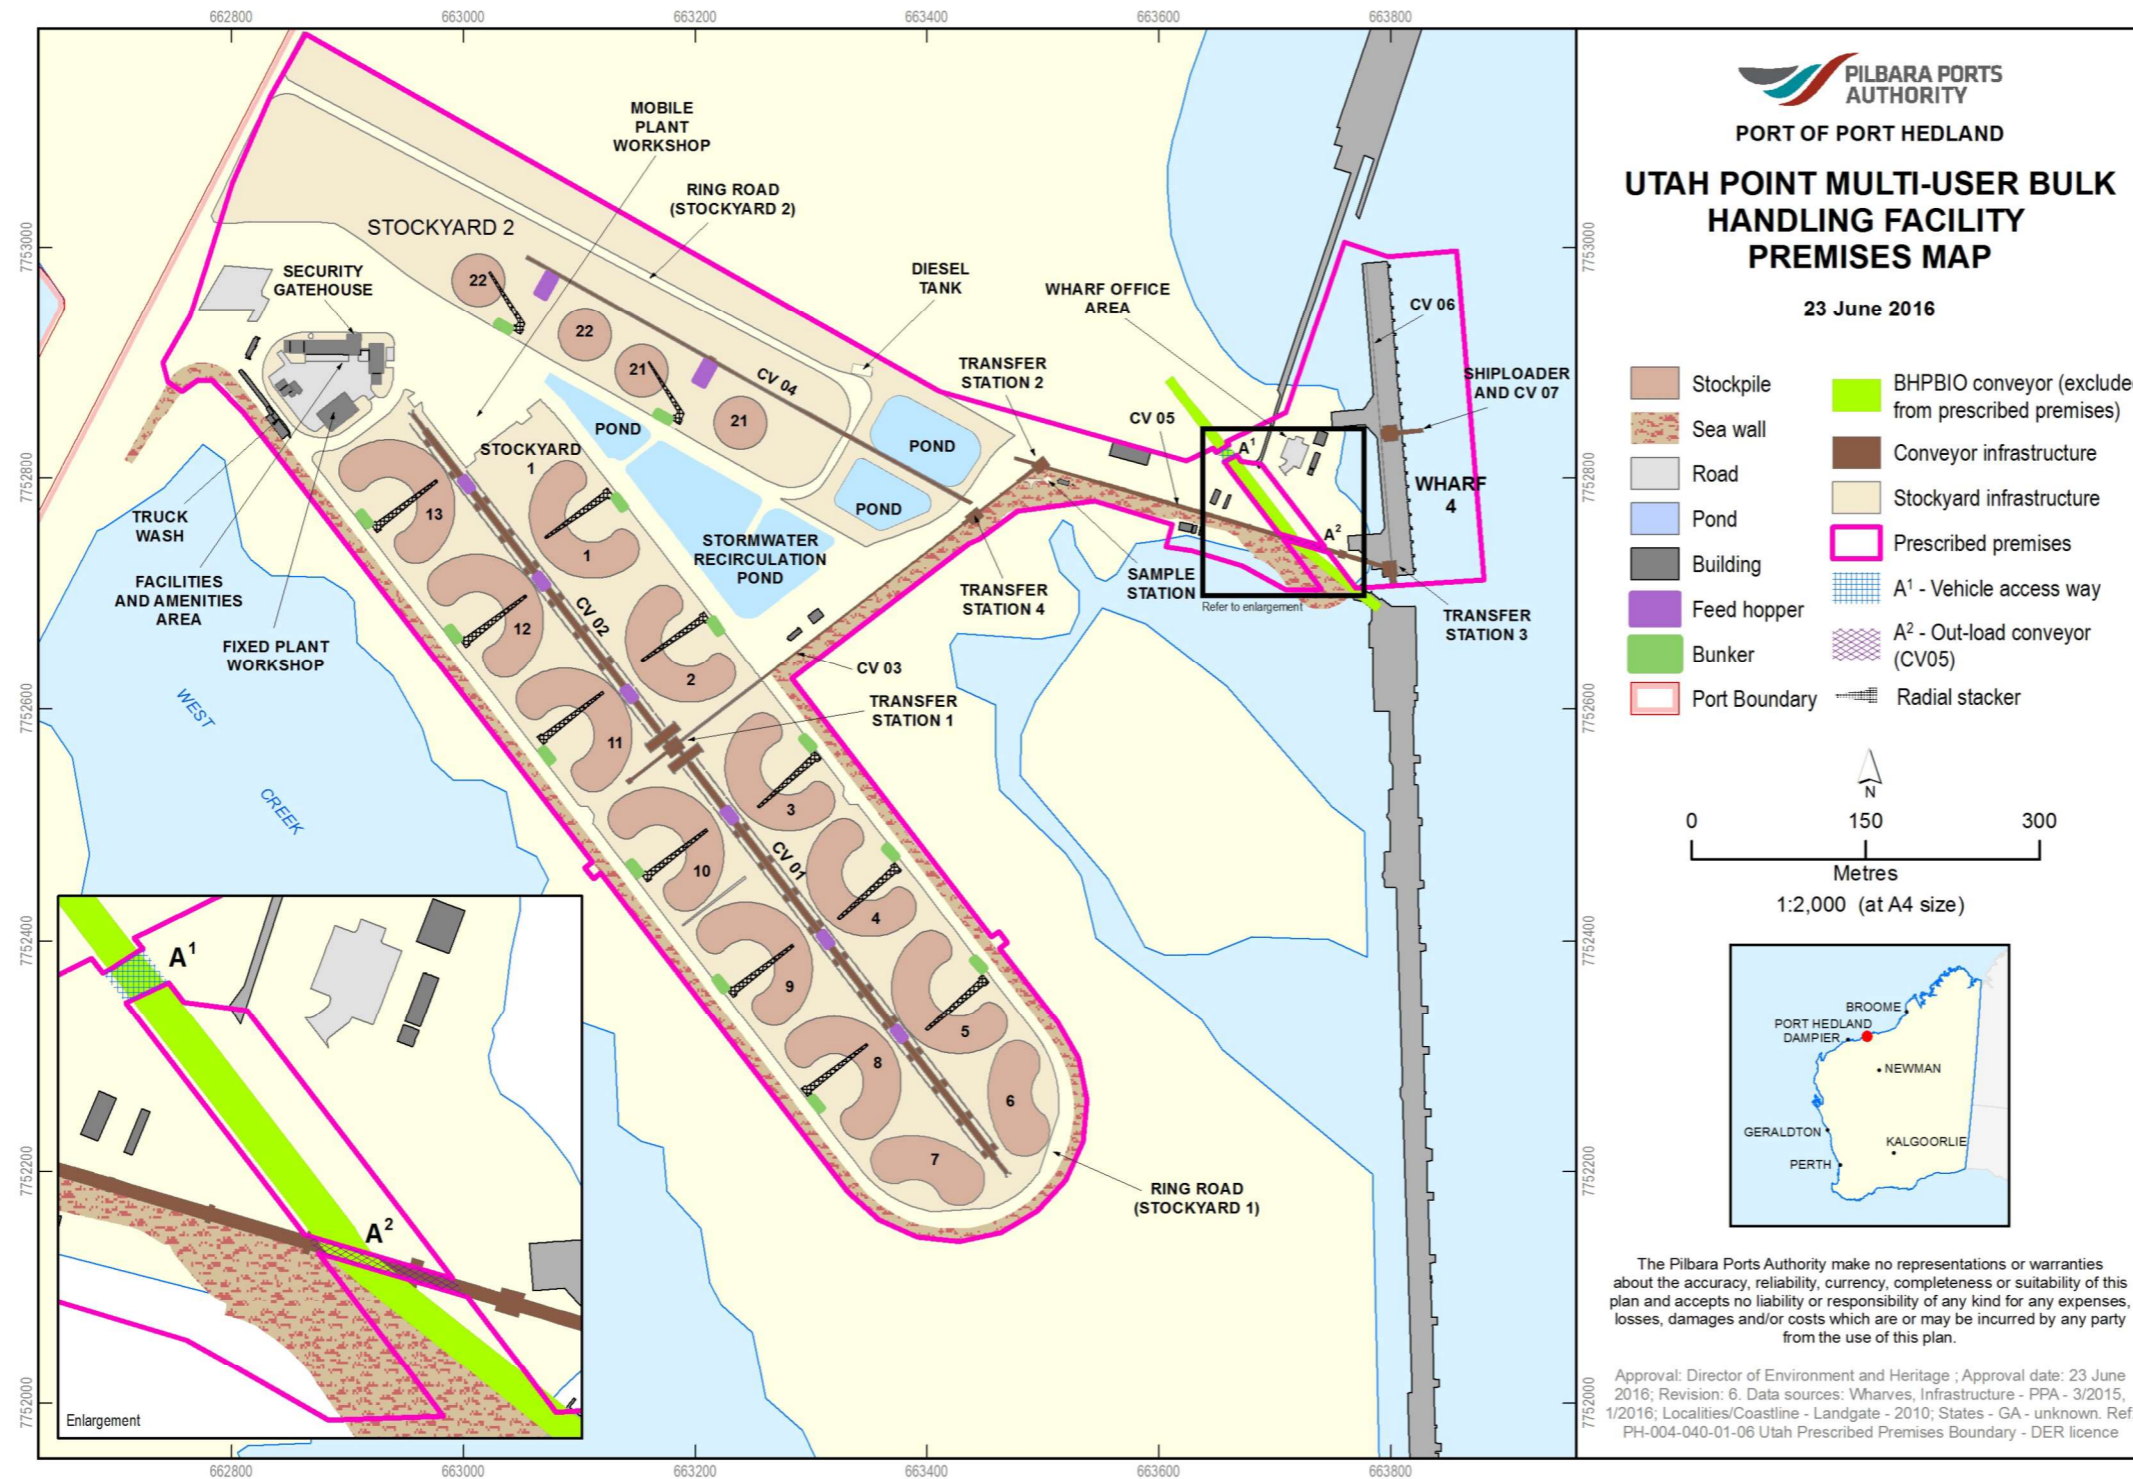 662800
663000
663200
663400
663600
663800
7753000
7752800
7752600
7752400
7752200
7752000
MOBILE
PLANT
WORKSHOP
RING ROAD
(STOCKYARD 2)
STOCKYARD 2
SECURITY
GATEHOUSE
DIESEL
TANK
WHARF OFFICE
AREA
CV 06
TRANSFER
STATION 2
SHIPLOADER
AND CV 07
CV 05
CV 04
22
22
21
21
POND
POND
POND
STOCKYARD
1
A¹
A²
WHARF
4
STORMWATER
RECIRCULATION
POND
TRUCK
WASH
FACILITIES
AND AMENITIES
AREA
FIXED PLANT
WORKSHOP
TRANSFER
STATION 4
SAMPLE
STATION
Refer to enlargement
TRANSFER
STATION 3
CV 02
CV 03
TRANSFER
STATION 1
WEST
CREEK
CV 01
13
1
12
2
11
3
10
4
9
5
8
6
7
RING ROAD
(STOCKYARD 1)
A¹
A²
Enlargement
662800
663000
663200
663400
663600
663800
7753000
7752800
7752600
7752400
7752200
7752000
PILBARA PORTS
AUTHORITY
PORT OF PORT HEDLAND
UTAH POINT MULTI-USER BULK
HANDLING FACILITY
PREMISES MAP
23 June 2016
Stockpile
Sea wall
Road
Pond
Building
Feed hopper
Bunker
Port Boundary
BHPBIO conveyor (exclude
from prescribed premises)
Conveyor infrastructure
Stockyard infrastructure
Prescribed premises
A¹ - Vehicle access way
A² - Out-load conveyor
(CV05)
Radial stacker
N
0 150 300
Metres
1:2,000 (at A4 size)
BROOME
PORT HEDLAND
DAMPIER
NEWMAN
GERALDTON
KALGOORLIE
PERTH
The Pilbara Ports Authority make no representations or warranties
about the accuracy, reliability, currency, completeness or suitability of this
plan and accepts no liability or responsibility of any kind for any expenses,
losses, damages and/or costs which are or may be incurred by any party
from the use of this plan.
Approval: Director of Environment and Heritage ; Approval date: 23 June
2016; Revision: 6. Data sources: Wharves, Infrastructure - PPA - 3/2015,
1/2016; Localities/Coastline - Landgate - 2010; States - GA - unknown. Ref
PH-004-040-01-06 Utah Prescribed Premises Boundary - DER licence